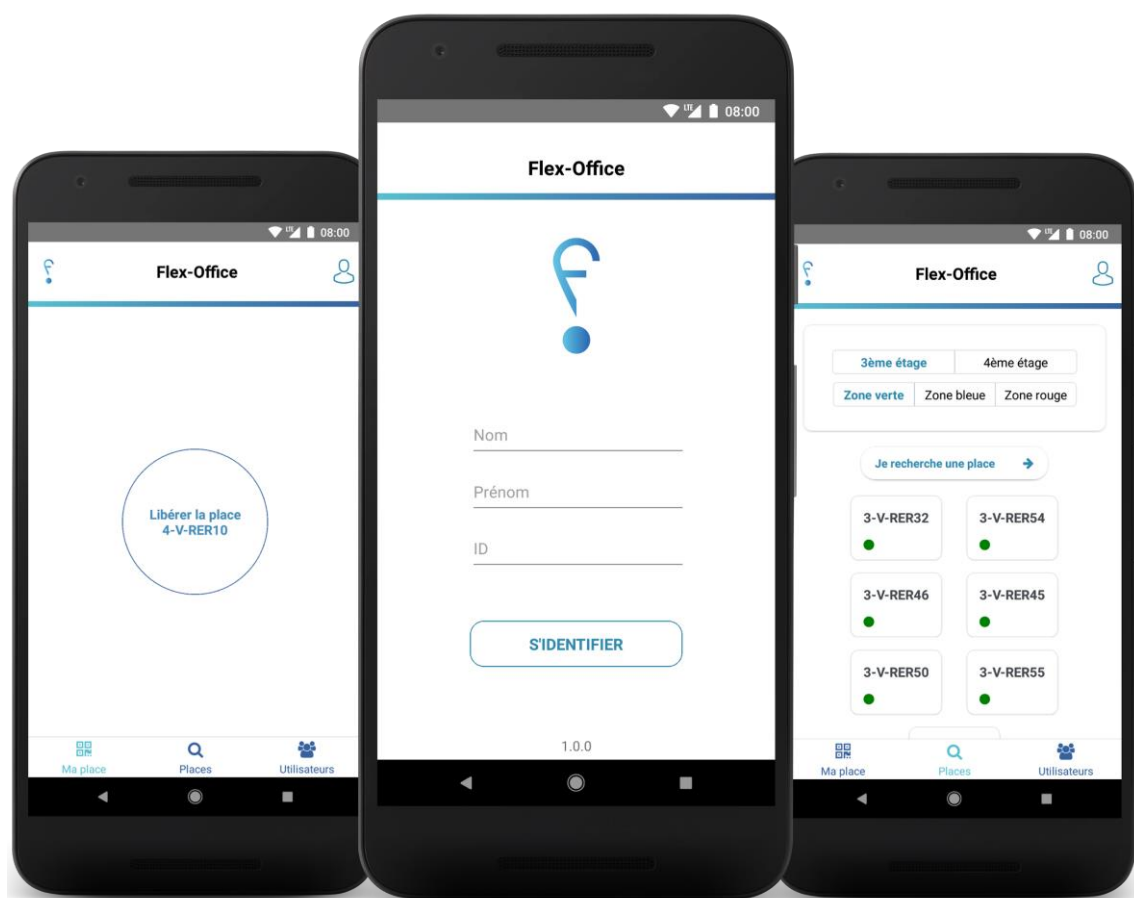 LTE 08:00
Flex-Office
Libérer la place
4-V-RER10
Ma place
Places
Utilisateurs
LTE 08:00
Flex-Office
Nom
Prénom
ID
S'IDENTIFIER
1.0.0
LTE 08:00
Flex-Office
3ème étage 4ème étage
Zone verte Zone bleue Zone rouge
Je recherche une place
3-V-RER32 3-V-RER54
3-V-RER46 3-V-RER45
3-V-RER50 3-V-RER55
Ma place
Places
Utilisateurs